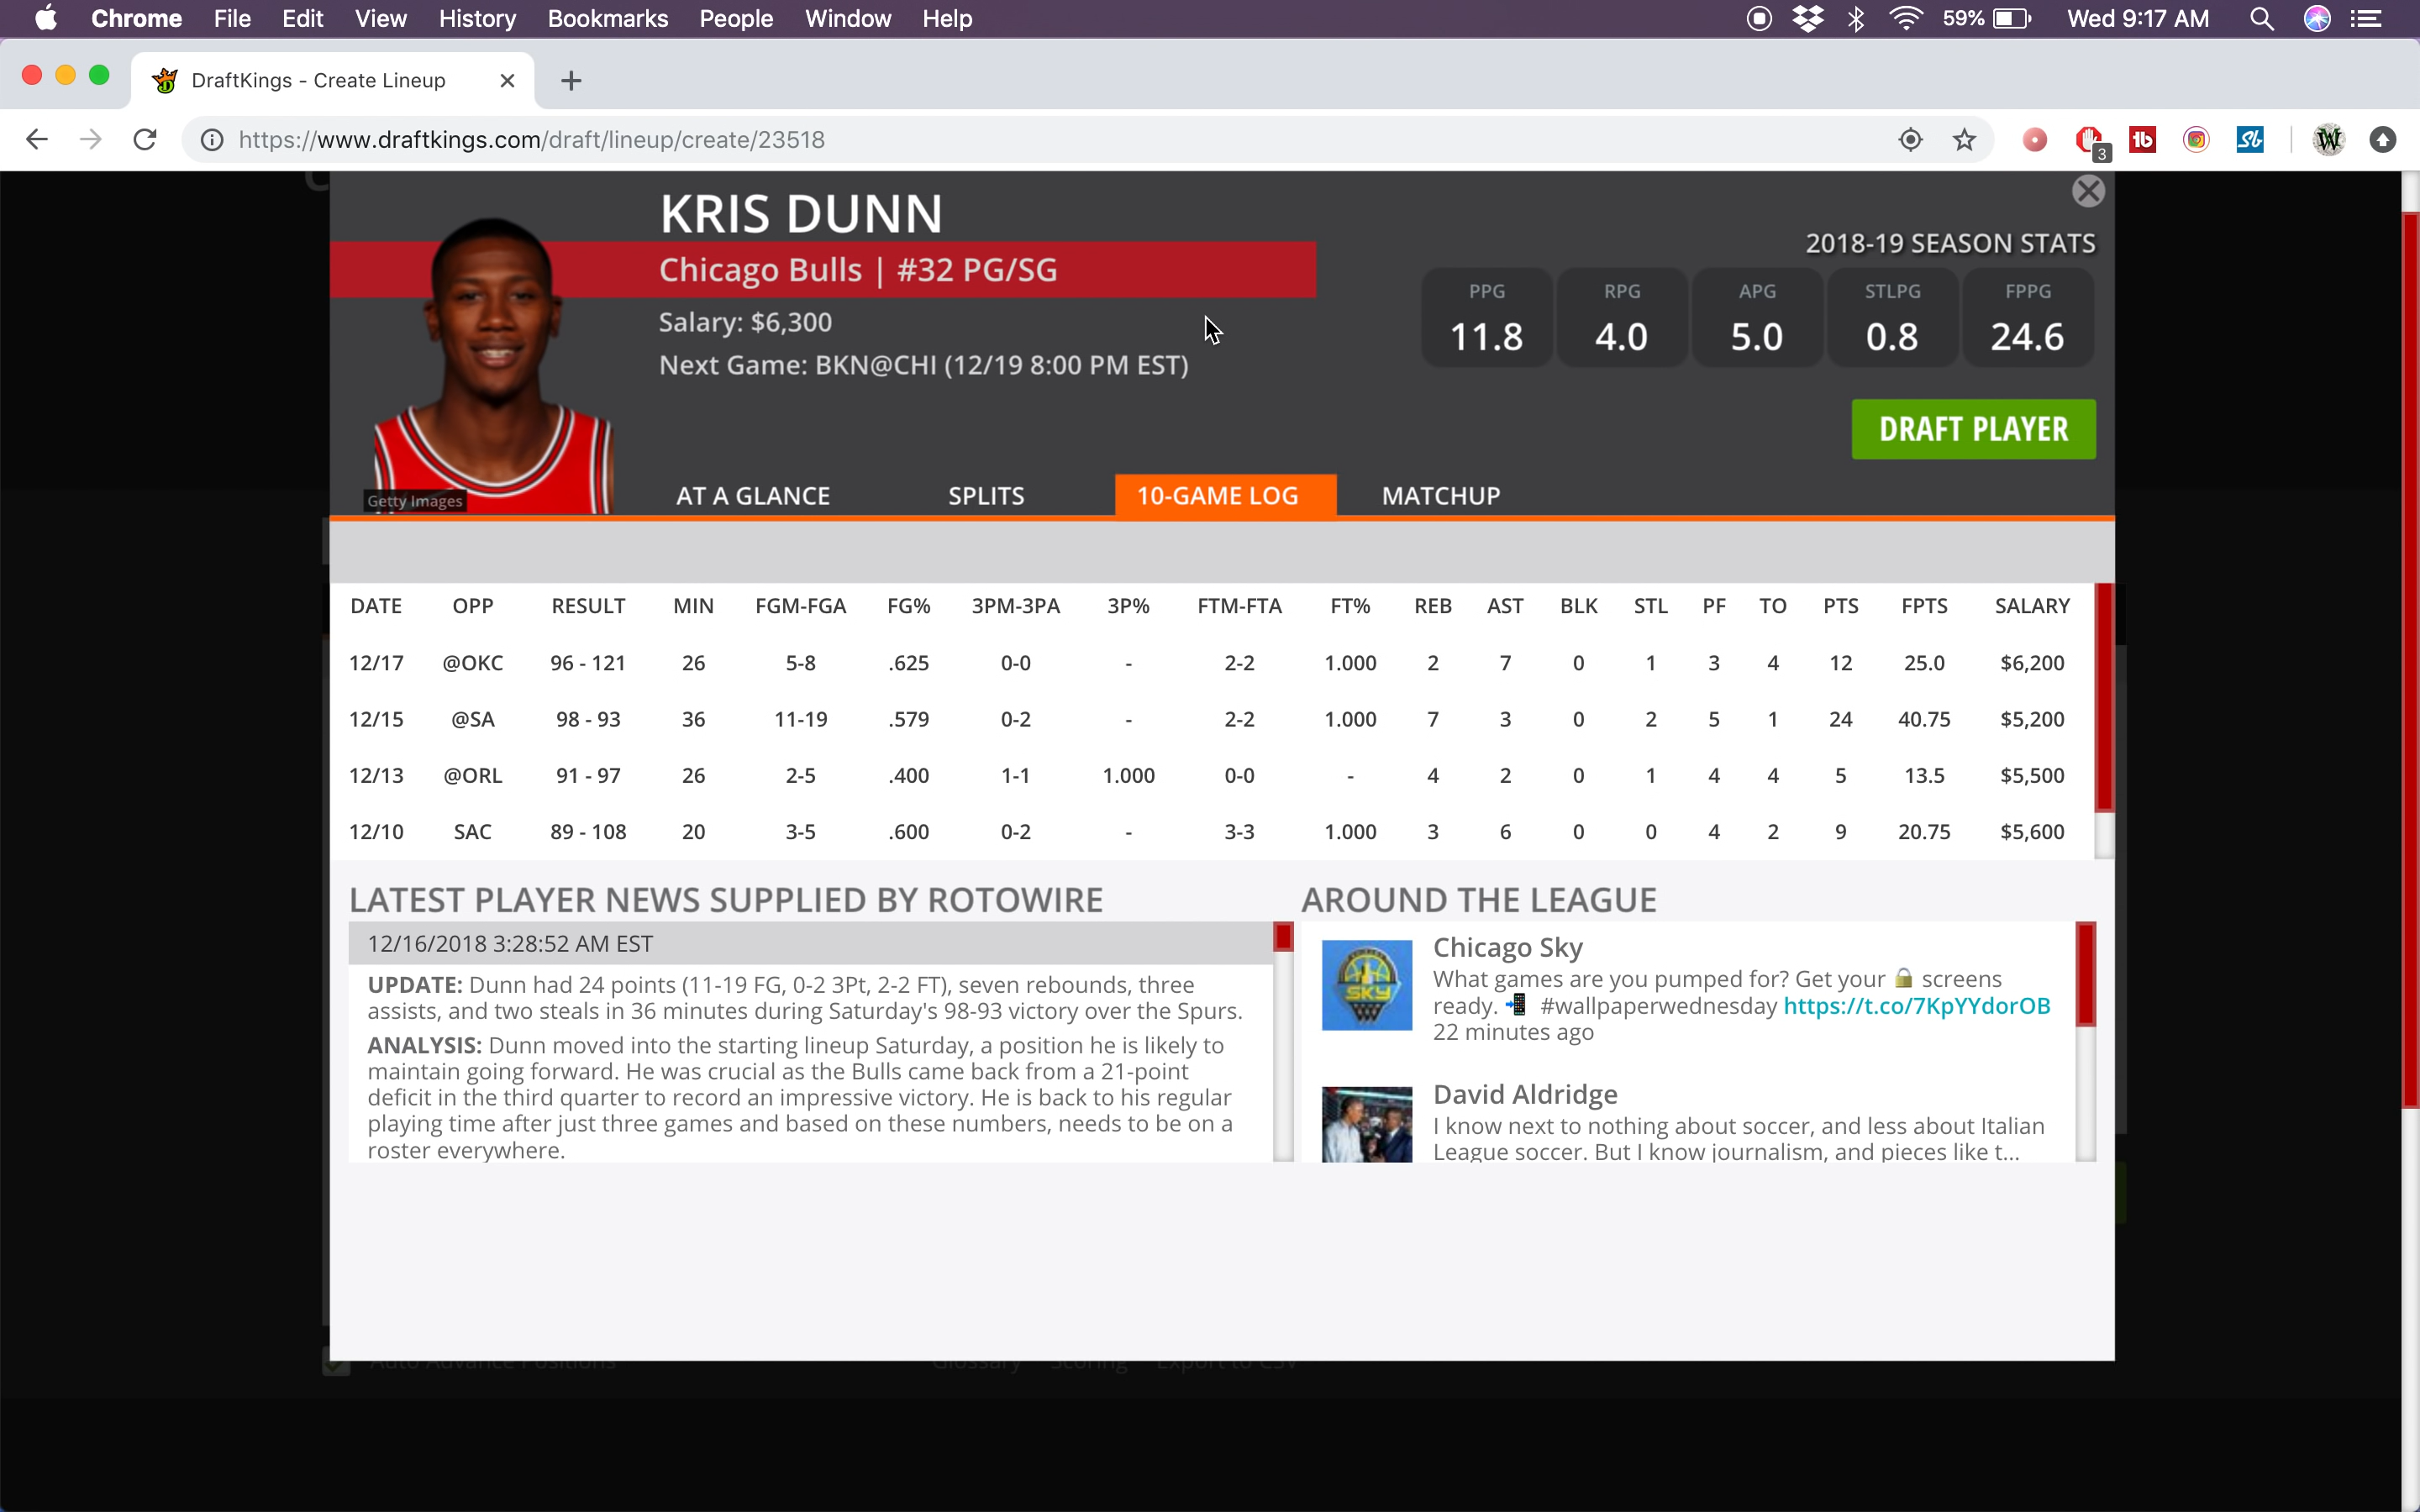 Chrome File Edit View History Bookmarks People Window Help 59% Wed 9:17 AM
DraftKings - Create Lineup
https://www.draftkings.com/draft/lineup/create/23518
3
KRIS DUNN
Chicago Bulls | #32 PG/SG
Salary: $6,300
Next Game: BKN@CHI (12/19 8:00 PM EST)
2018-19 SEASON STATS
PPG RPG APG STLPG FPPG
11.8 4.0 5.0 0.8 24.6
DRAFT PLAYER
Getty Images
AT A GLANCE SPLITS 10-GAME LOG MATCHUP
DATE OPP RESULT MIN FGM-FGA FG% 3PM-3PA 3P% FTM-FTA FT% REB AST BLK STL PF TO PTS FPTS SALARY
12/17 @OKC 96 - 121 26 5-8 .625 0-0 - 2-2 1.000 2 7 0 1 3 4 12 25.0 $6,200
12/15 @SA 98 - 93 36 11-19 .579 0-2 - 2-2 1.000 7 3 0 2 5 1 24 40.75 $5,200
12/13 @ORL 91 - 97 26 2-5 .400 1-1 1.000 0-0 - 4 2 0 1 4 4 5 13.5 $5,500
12/10 SAC 89 - 108 20 3-5 .600 0-2 - 3-3 1.000 3 6 0 0 4 2 9 20.75 $5,600
LATEST PLAYER NEWS SUPPLIED BY ROTOWIRE
12/16/2018 3:28:52 AM EST
UPDATE: Dunn had 24 points (11-19 FG, 0-2 3Pt, 2-2 FT), seven rebounds, three
assists, and two steals in 36 minutes during Saturday's 98-93 victory over the Spurs.
ANALYSIS: Dunn moved into the starting lineup Saturday, a position he is likely to
maintain going forward. He was crucial as the Bulls came back from a 21-point
deficit in the third quarter to record an impressive victory. He is back to his regular
playing time after just three games and based on these numbers, needs to be on a
roster everywhere.
AROUND THE LEAGUE
SKY
Chicago Sky
What games are you pumped for? Get your 🔒 screens
ready. 📲 #wallpaperwednesday https://t.co/7KpYYdorOB
22 minutes ago
David Aldridge
I know next to nothing about soccer, and less about Italian
League soccer. But I know journalism, and pieces like t...
Auto Advance Positions Glossary Scoring Export to CSV